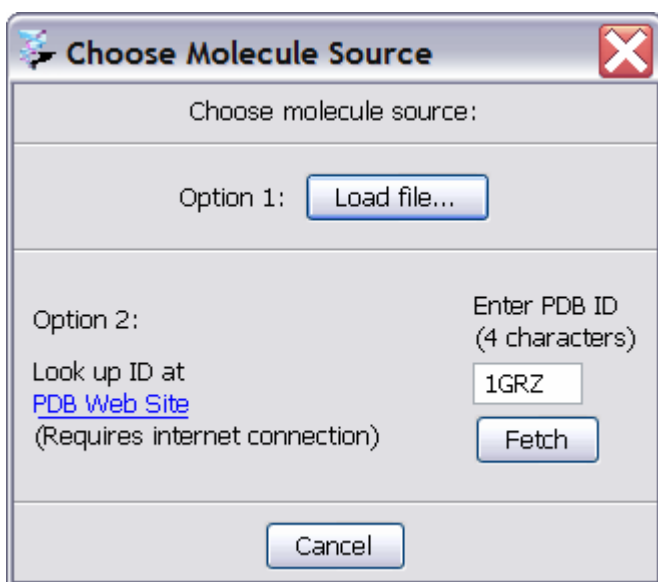 Choose Molecule Source
Choose molecule source:
Option 1: Load file...
Option 2:
Look up ID at
PDB Web Site
(Requires internet connection)
Enter PDB ID
(4 characters)
1GRZ
Fetch
Cancel